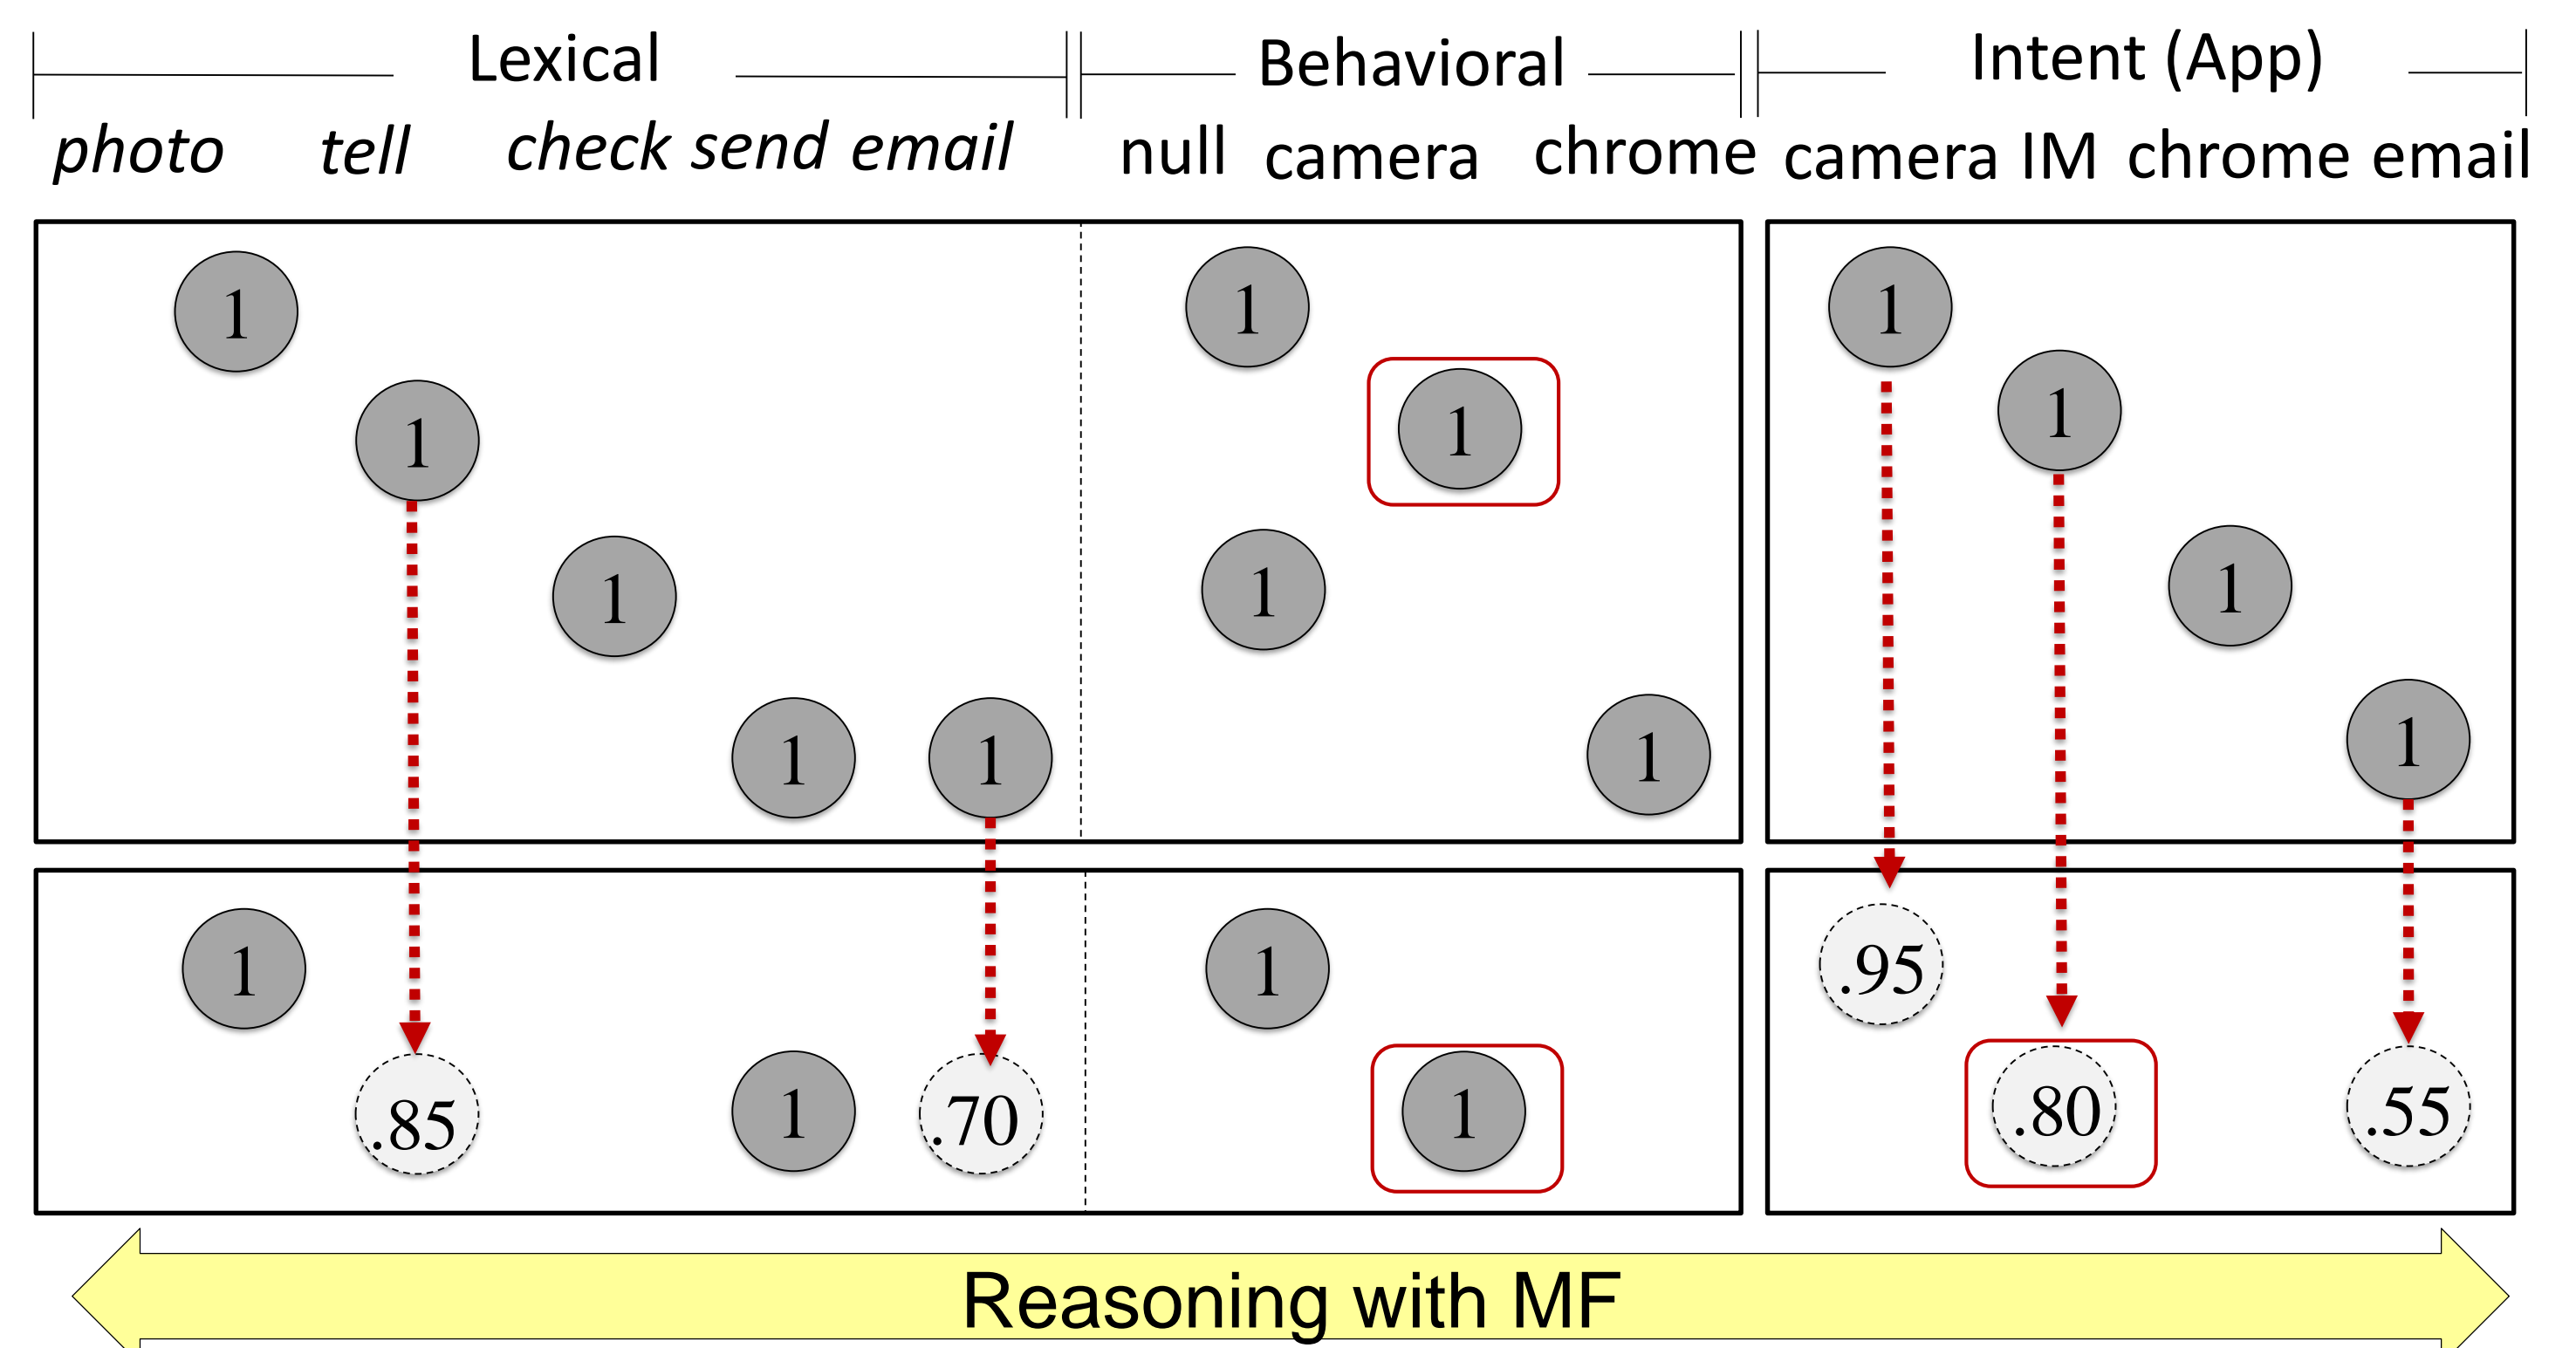 Lexical Behavioral Intent (App)
photo tell check send email null camera chrome camera IM chrome email
1 1 1
1 1 1
1 1 1
1 1 1 1
1 1 .95
.85 1 .70 1 .80 .55
Reasoning with MF